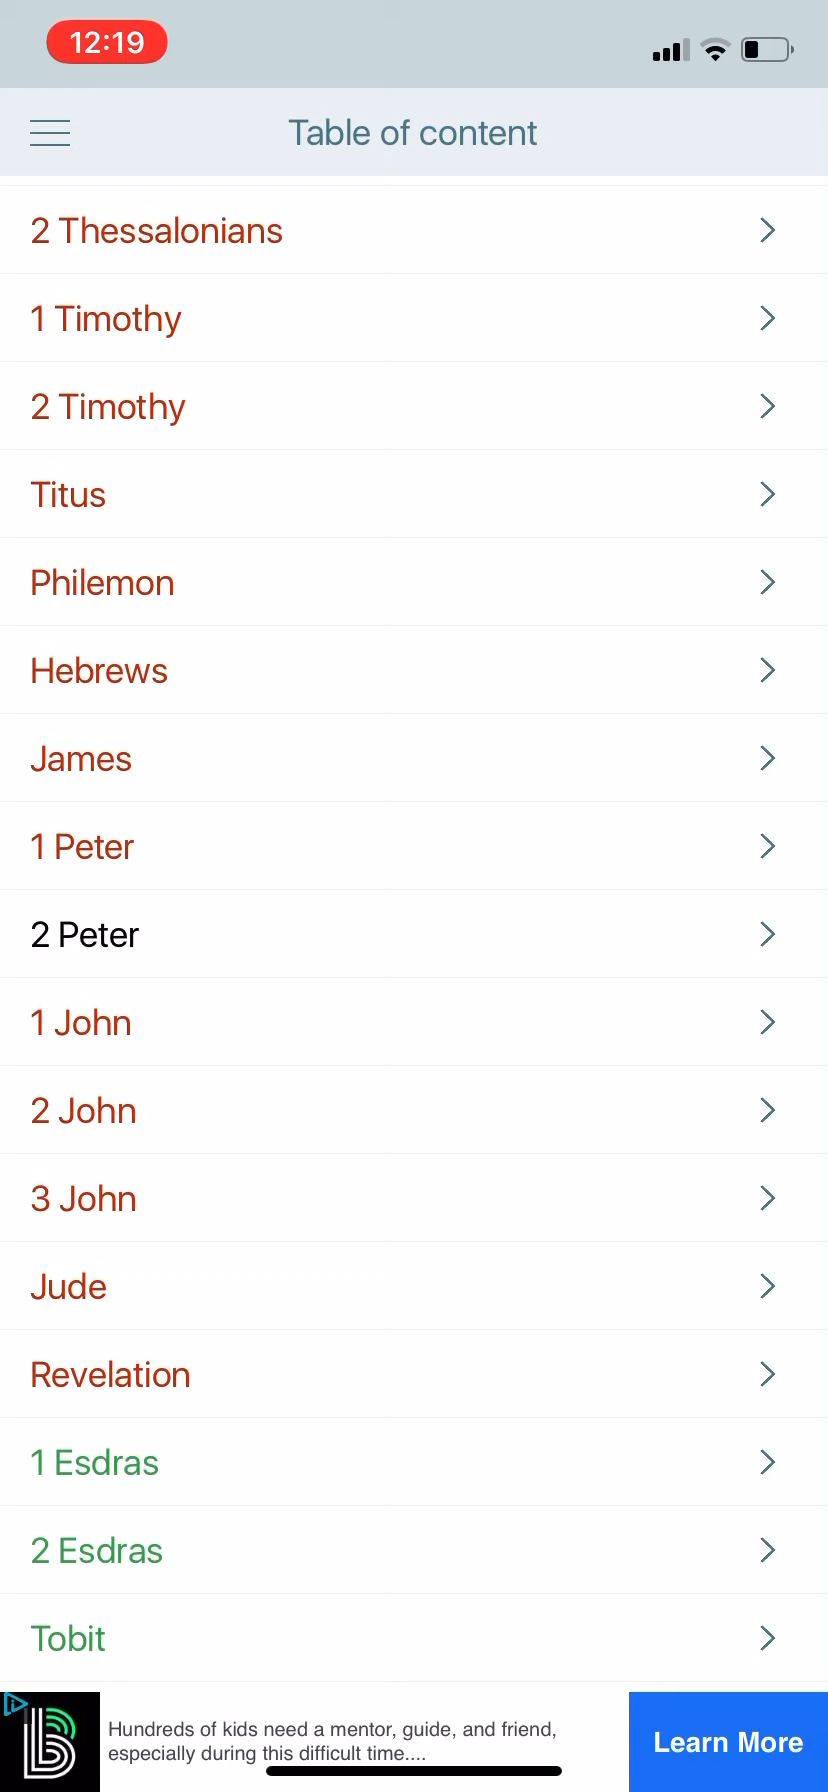 12:19
Table of content
2 Thessalonians
1 Timothy
2 Timothy
Titus
Philemon
Hebrews
James
1 Peter
2 Peter
1 John
2 John
3 John
Jude
Revelation
1 Esdras
2 Esdras
Tobit
Hundreds of kids need a mentor, guide, and friend,
especially during this difficult time....
Learn More